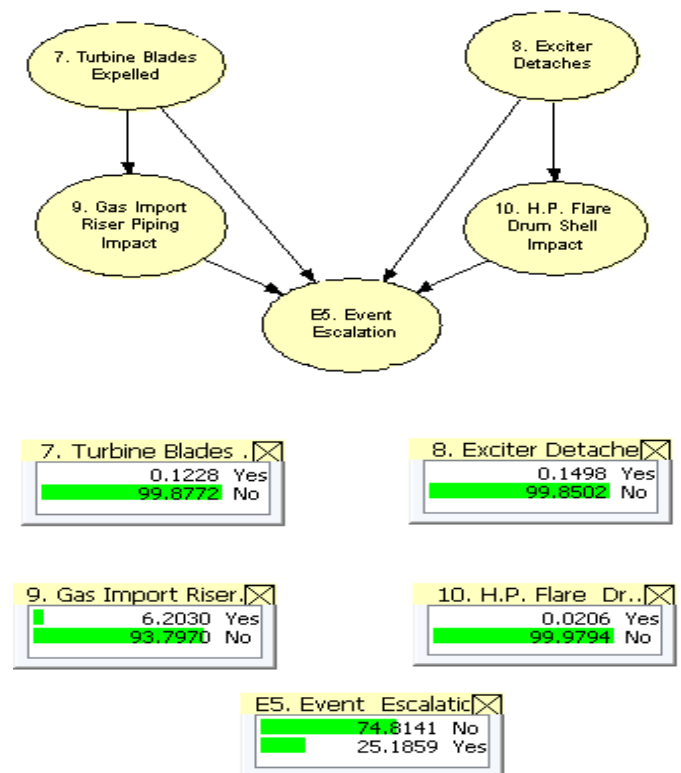 7. Turbine Blades
Expelled
8. Exciter
Detaches
9. Gas Import
Riser Piping
Impact
10. H.P. Flare
Drum Shell
Impact
E5. Event
Escalation
7. Turbine Blades .
0.1228 Yes
99.8772 No
8. Exciter Detache
0.1498 Yes
99.8502 No
9. Gas Import Riser.
6.2030 Yes
93.7970 No
10. H.P. Flare Dr..
0.0206 Yes
99.9794 No
E5. Event Escalatic
74.8141 No
25.1859 Yes